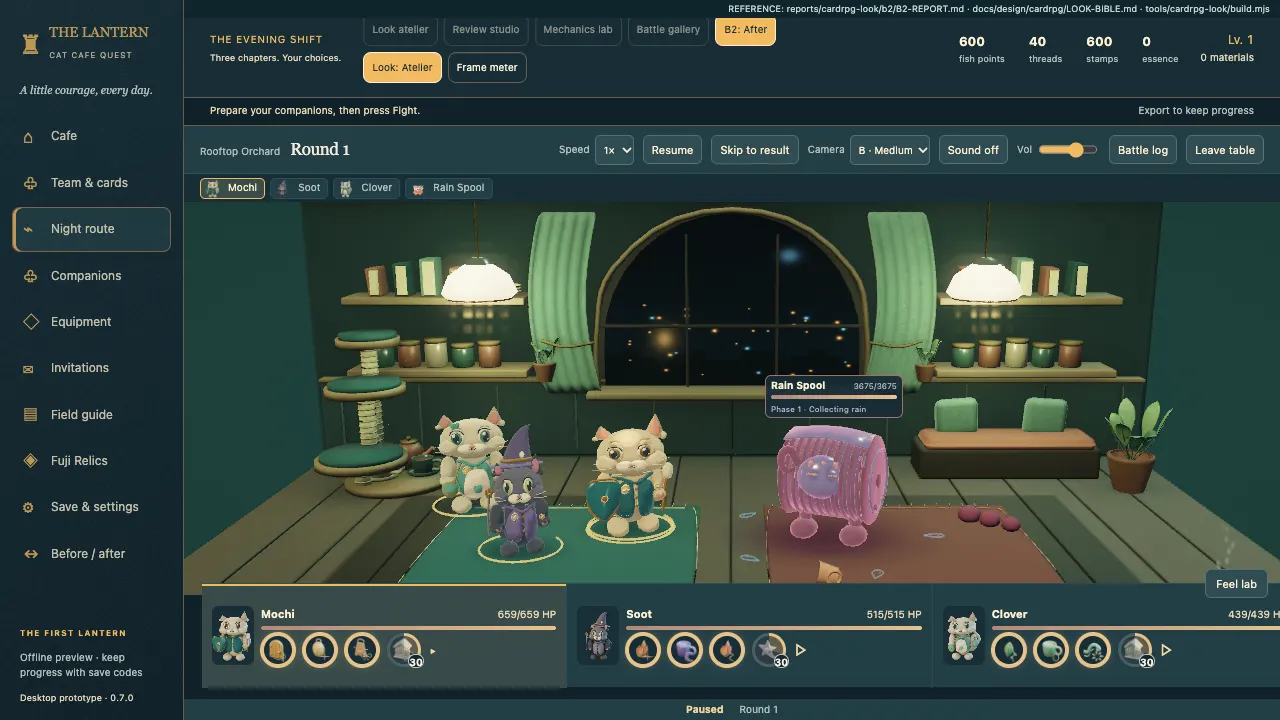 REFERENCE: reports/cardrpg-look/b2/B2-REPORT.md · docs/design/cardrpg/LOOK-BIBLE.md · tools/cardrpg-look/build.mjs
THE LANTERN
CAT CAFE QUEST
A little courage, every day.
Cafe
Team & cards
Night route
Companions
Equipment
Invitations
Field guide
Fuji Relics
Save & settings
Before / after
THE FIRST LANTERN
Offline preview · keep
progress with save codes
Desktop prototype · 0.7.0
THE EVENING SHIFT
Three chapters. Your choices.
Look atelier
Review studio
Mechanics lab
Battle gallery
B2: After
Look: Atelier
Frame meter
600
fish points
40
threads
600
stamps
0
essence
Lv. 1
0 materials
Prepare your companions, then press Fight.
Export to keep progress
Rooftop Orchard Round 1
Speed 1x
Resume
Skip to result
Camera B · Medium
Sound off
Vol
Battle log
Leave table
Mochi
Soot
Clover
Rain Spool
Rain Spool 3675/3675
Phase 1 · Collecting rain
Feel lab
Mochi 659/659 HP
30
Soot 515/515 HP
30
Clover 439/439 H
30
Paused Round 1